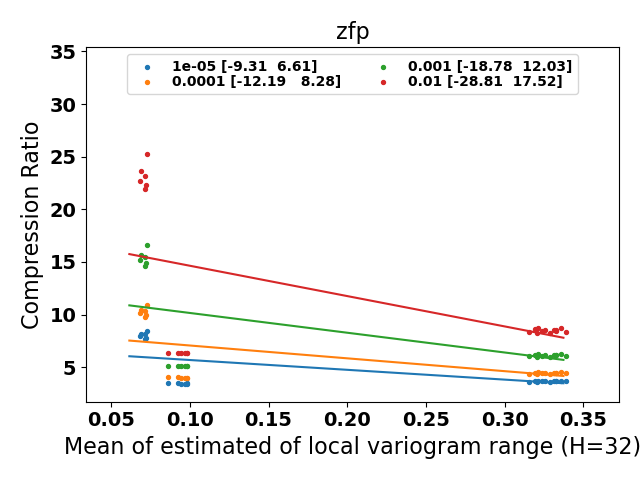 zfp
1e-05 [-9.31 6.61]
0.0001 [-12.19 8.28]
0.001 [-18.78 12.03]
0.01 [-28.81 17.52]
Compression Ratio
35
30
25
20
15
10
5
0.05 0.10 0.15 0.20 0.25 0.30 0.35
Mean of estimated of local variogram range (H=32)